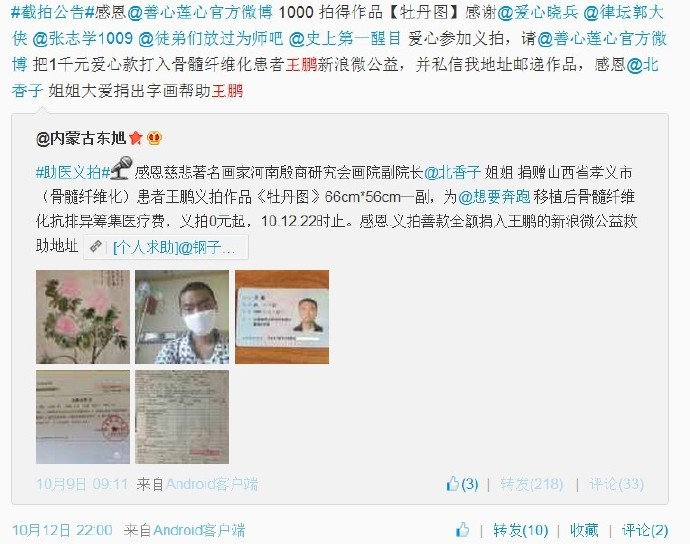 #截拍公告#感恩@善心莲心官方微博 1000 拍得作品【牡丹图】感谢@爱心晓兵 @律坛郭大
侠 @张志学1009 @徒弟们放过为师吧 @史上第一醒目 爱心参加义拍，请@善心莲心官方微
博 把1千元爱心款打入骨髓纤维化患者王鹏新浪微公益，并私信我地址邮递作品，感恩@北
香子 姐姐大爱捐出字画帮助王鹏
@内蒙古东旭
#助医义拍# 感恩慈悲著名画家河南殷商研究会画院副院长@北香子 姐姐 捐赠山西省孝义市
（骨髓纤维化）患者王鹏义拍作品《牡丹图》66cm*56cm一副，为@想要奔跑 移植后骨髓纤维
化抗排异筹集医疗费，义拍0元起，10.12.22时止。感恩.义拍善款全额捐入王鹏的新浪微公益救
助地址 [个人求助]@钢子...
10月9日 09:11 来自Android客户端 (3) | 转发(218) | 评论(33)
10月12日 22:00 来自Android客户端 | 转发(10) | 收藏 | 评论(2)